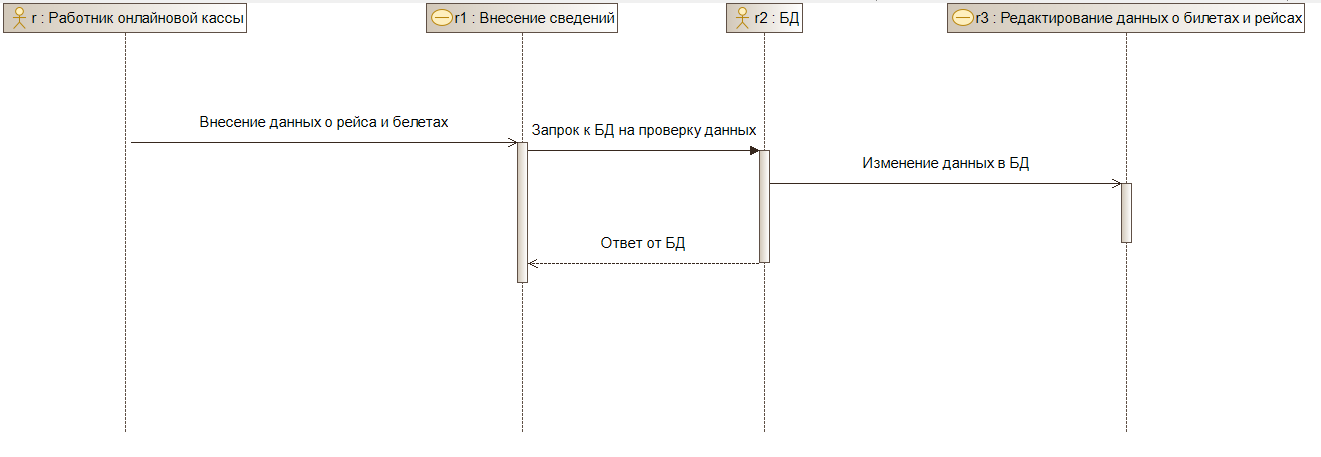 r : Работник онлайновой кассы
r1 : Внесение сведений
r2 : БД
r3 : Редактирование данных о билетах и рейсах
Внесение данных о рейса и белетах
Запрок к БД на проверку данных
Изменение данных в БД
Ответ от БД